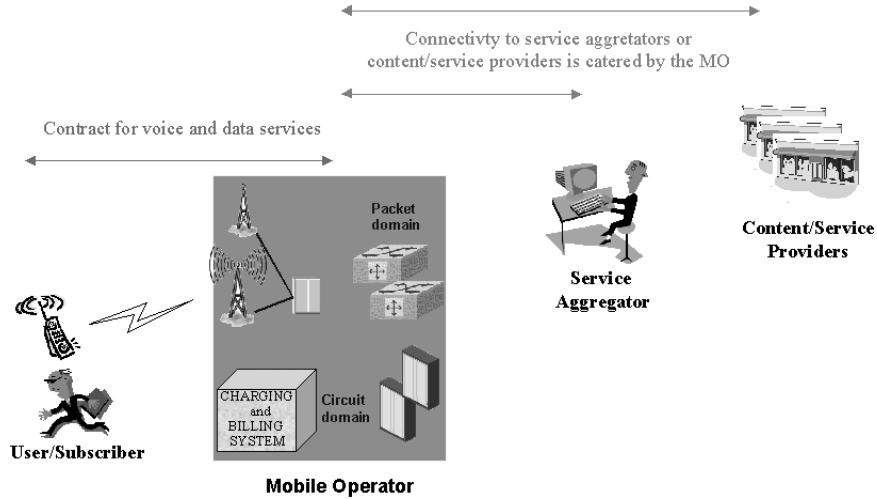 Connectivty to service aggretators or
content/service providers is catered by the MO
Contract for voice and data services
Packet
domain
Content/Service
Providers
Service
Aggregator
CHARGING
and
BILLING
SYSTEM
Circuit
domain
User/Subscriber
Mobile Operator